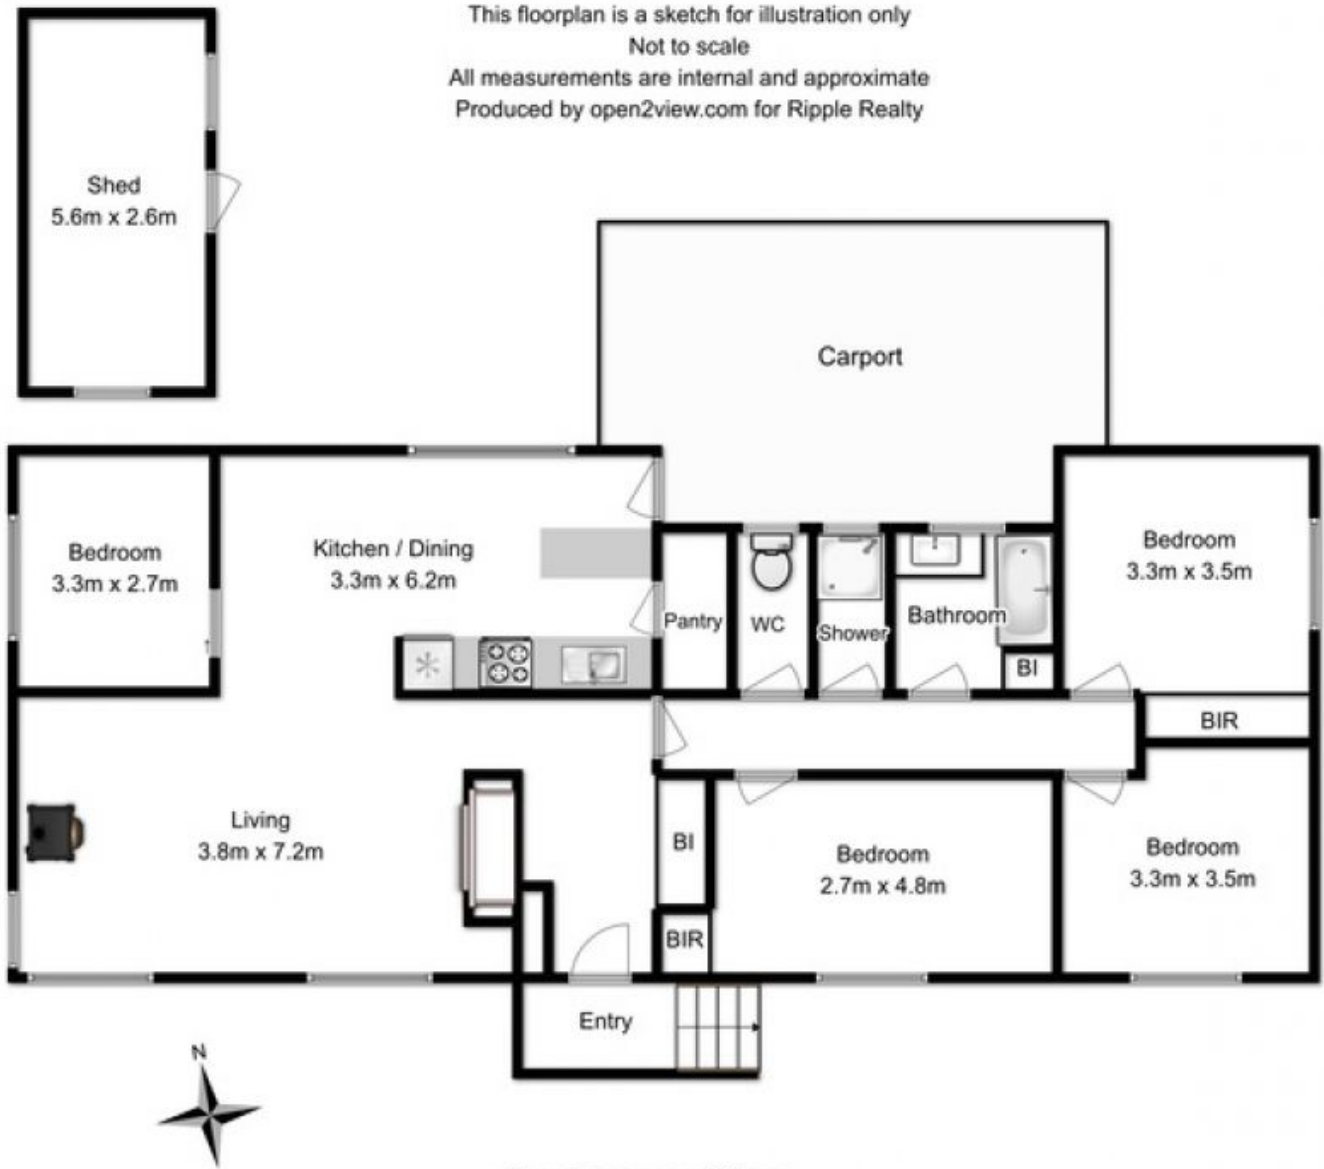 This floorplan is a sketch for illustration only
Not to scale
All measurements are internal and approximate
Produced by open2view.com for Ripple Realty
Shed
5.6m x 2.6m
Carport
Bedroom
3.3m x 2.7m
Kitchen / Dining
3.3m x 6.2m
Pantry
WC
Shower
Bathroom
BI
Bedroom
3.3m x 3.5m
BIR
Living
3.8m x 7.2m
BI
BIR
Bedroom
2.7m x 4.8m
Bedroom
3.3m x 3.5m
Entry
N